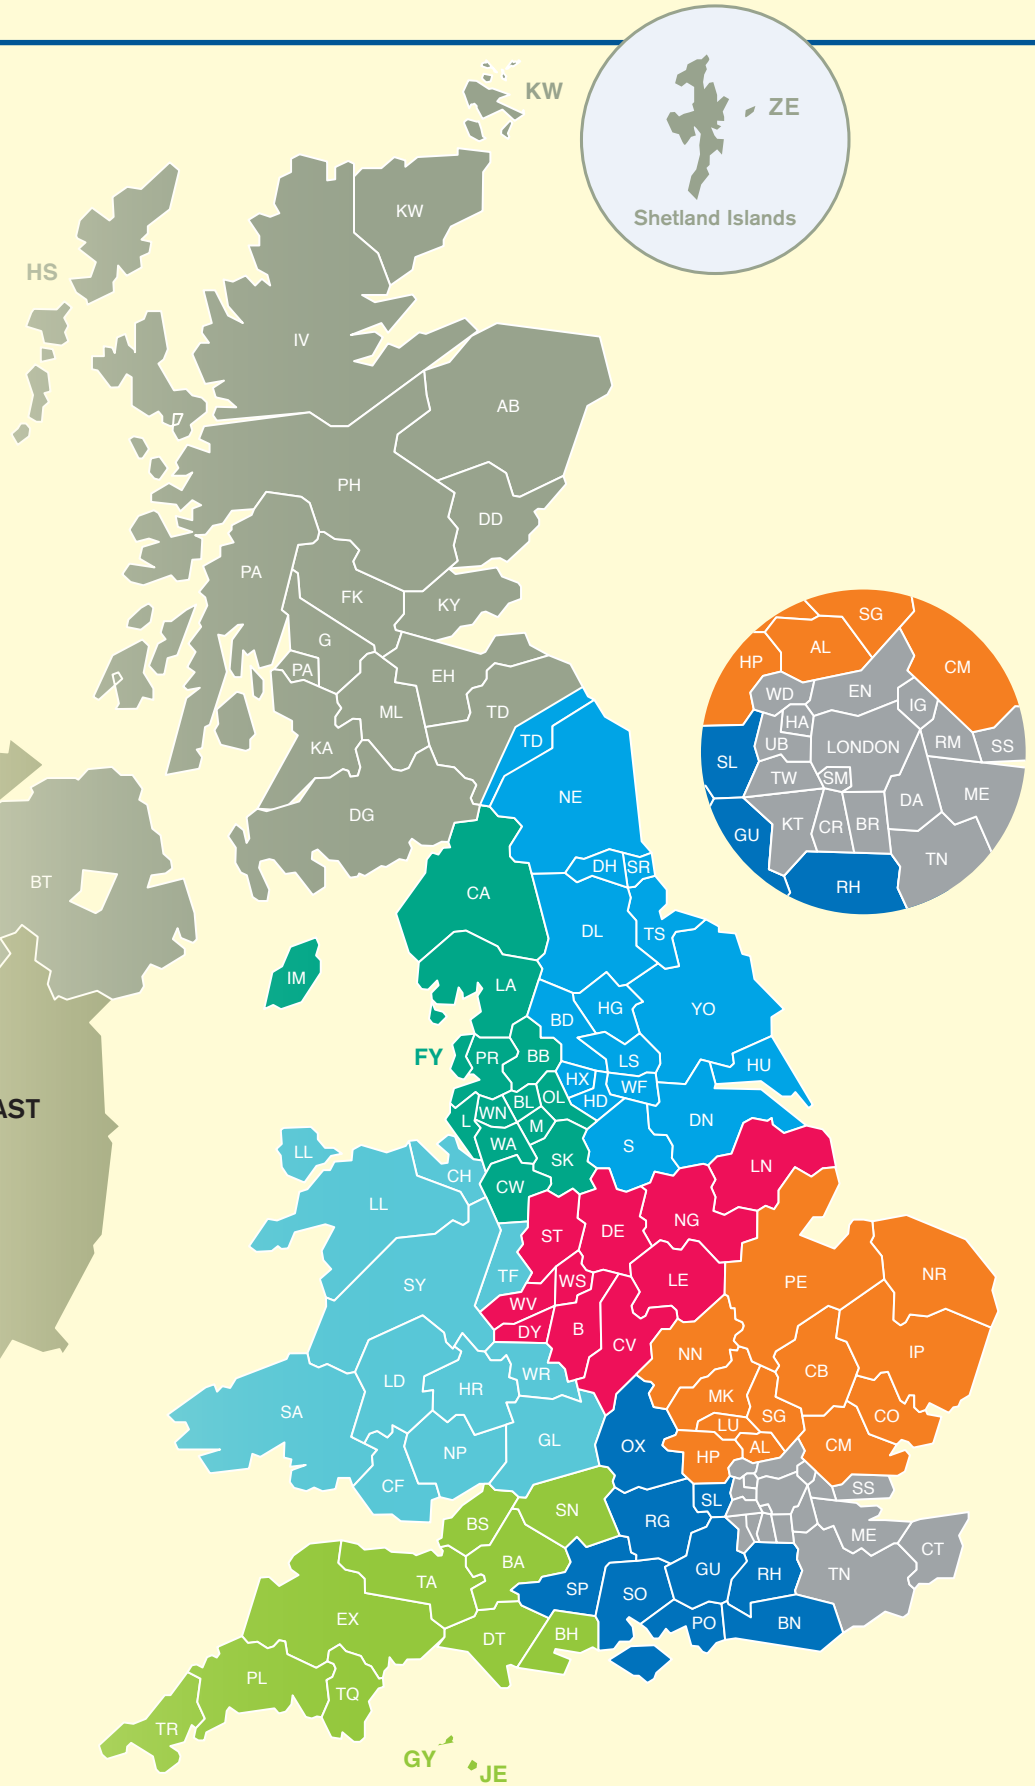 KW
ZE
Shetland Islands
KW
HS
IV
AB
PH
DD
PA
FK
KY
G
PA
EH
ML
TD
KA
DG
TD
NE
SG
AL
HP
CM
WD
EN
IG
HA
UB
LONDON
RM
SS
SL
TW
SM
ME
DA
GU
KT
CR
BR
TN
RH
BT
CA
DH
SR
DL
TS
IM
LA
HG
YO
BD
FY
PR
BB
LS
HU
HX
WF
BL
OL
HD
AST
L
WN
M
DN
WA
S
LL
SK
LN
CH
CW
LL
ST
DE
NG
TF
WS
LE
PE
NR
SY
WV
B
DY
CV
NN
IP
CB
LD
HR
WR
MK
SA
SG
CO
LU
NP
GL
OX
HP
AL
CM
CF
SL
SS
BS
SN
RG
ME
CT
BA
GU
RH
TN
TA
SP
SO
EX
DT
BH
PO
BN
PL
TQ
TR
GY
JE